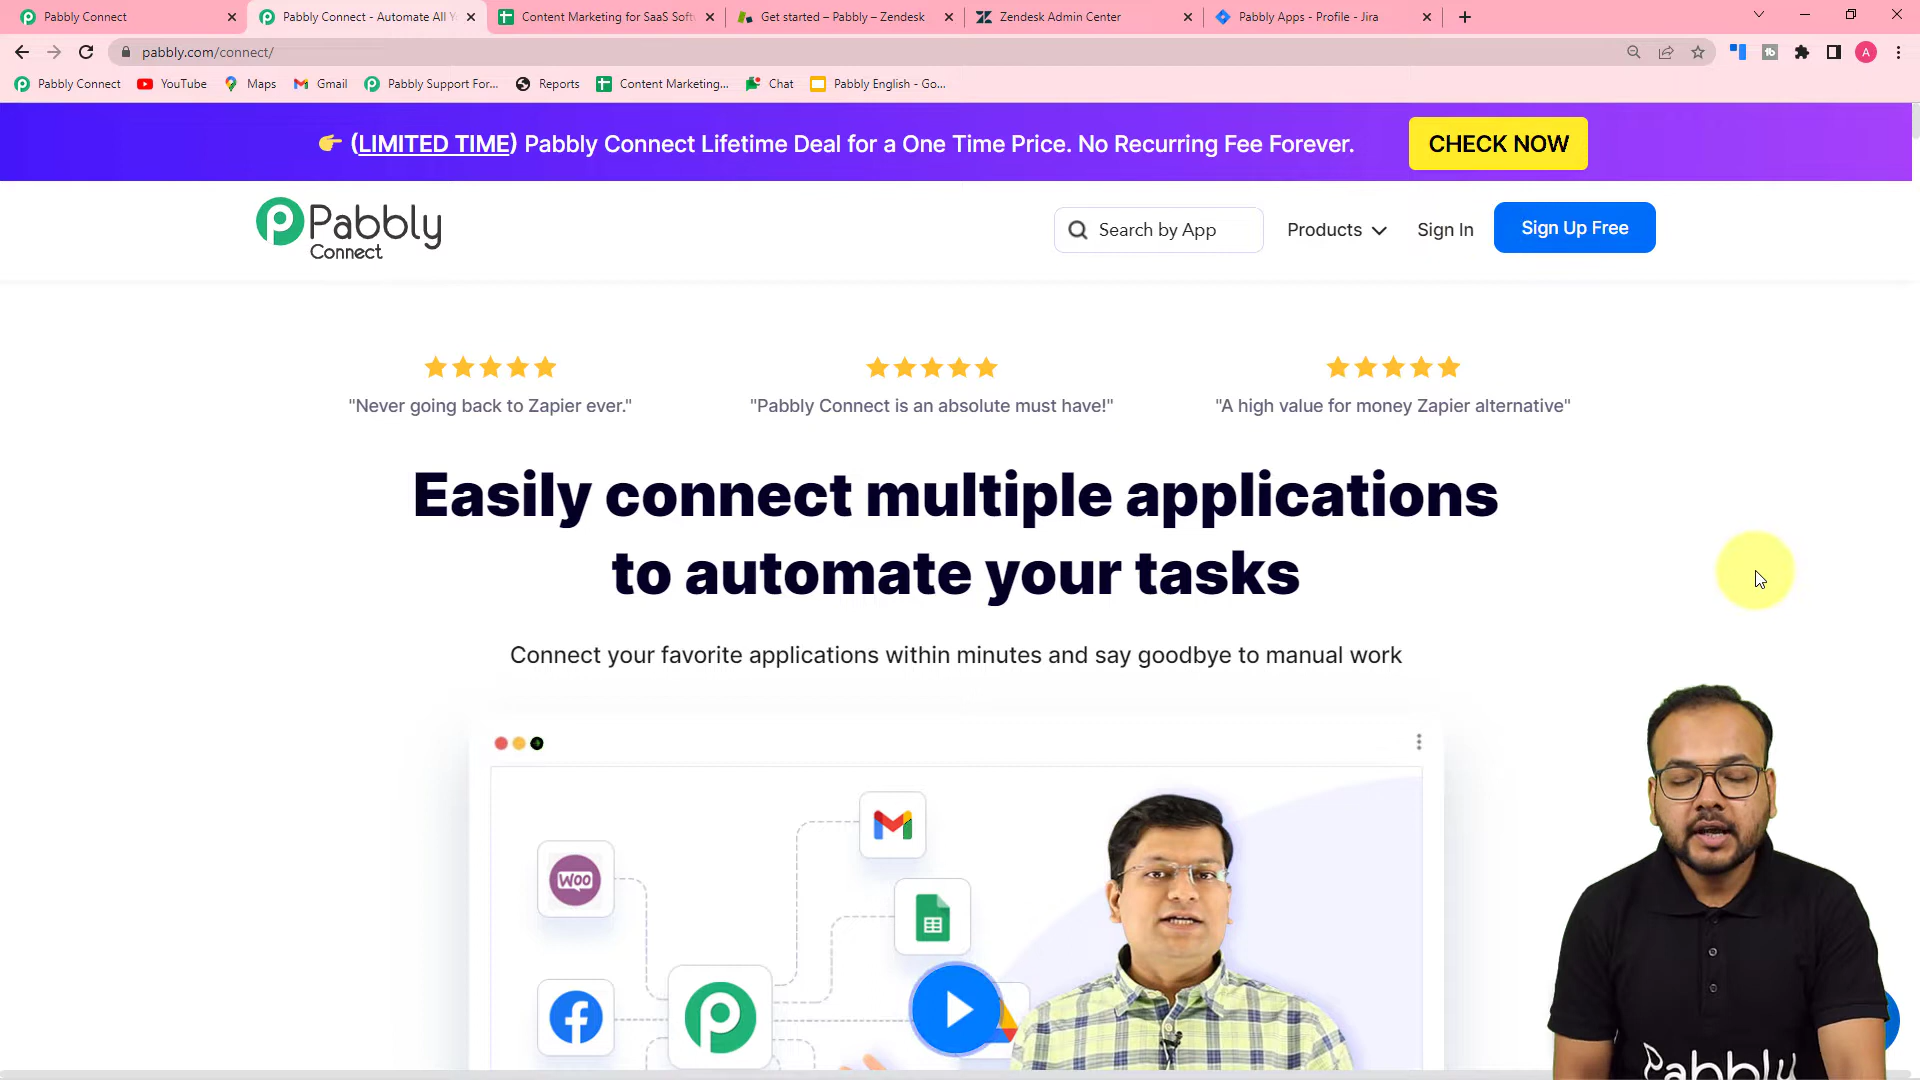 Pabbly Connect
Pabbly Connect - Automate All Y
Content Marketing for SaaS Soft
Get started – Pabbly – Zendesk
Zendesk Admin Center
Pabbly Apps - Profile - Jira
pabbly.com/connect/
A
Pabbly Connect
YouTube
Maps
Gmail
Pabbly Support For...
Reports
Content Marketing...
Chat
Pabbly English - Go...
(LIMITED TIME) Pabbly Connect Lifetime Deal for a One Time Price. No Recurring Fee Forever.
CHECK NOW
Pabbly
Connect
Search by App
Products
Sign In
Sign Up Free
"Never going back to Zapier ever."
"Pabbly Connect is an absolute must have!"
"A high value for money Zapier alternative"
Easily connect multiple applications
to automate your tasks
Connect your favorite applications within minutes and say goodbye to manual work
WOO
Pabbly